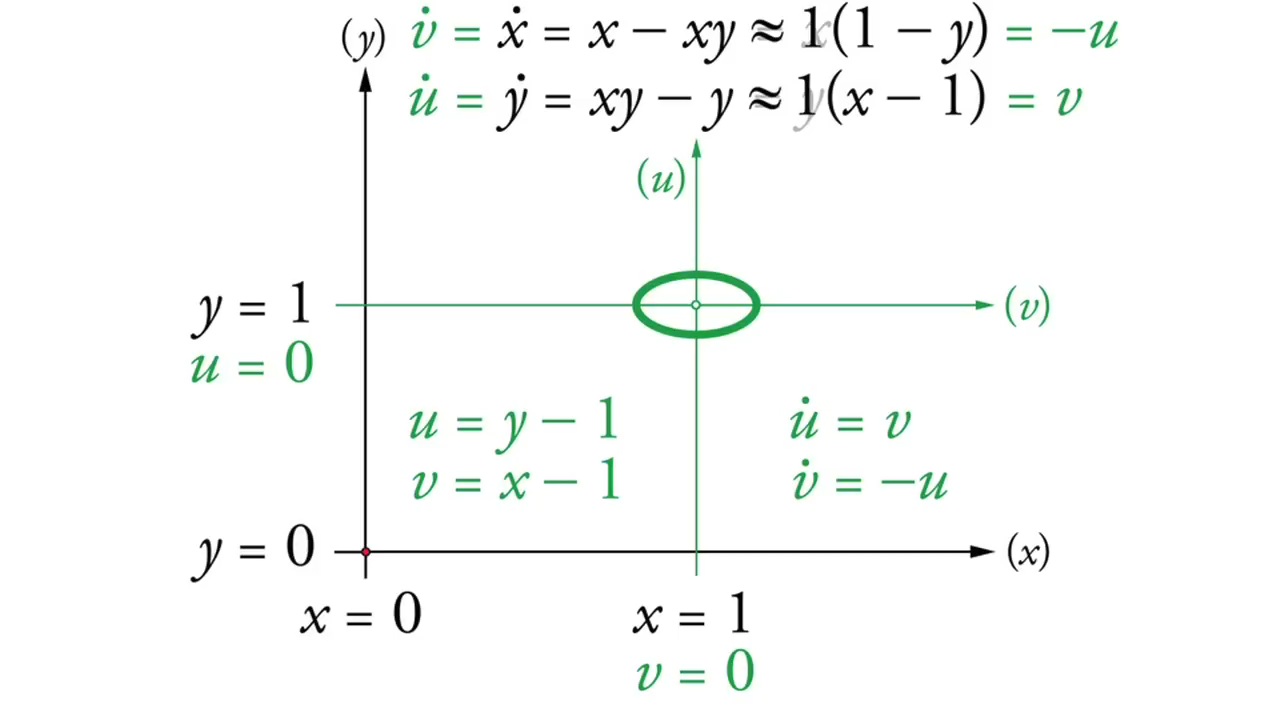 (y)
v̇ = ẋ = x − xy ≈ 1(1 − y) = −u
u̇ = ẏ = xy − y ≈ 1(x − 1) = v
(u)
y = 1
(v)
u = 0
u = y − 1
u̇ = v
v = x − 1
v̇ = −u
y = 0
(x)
x = 0
x = 1
v = 0